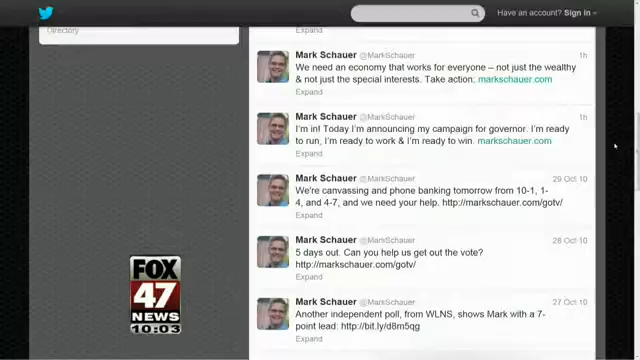 Have an account? Sign in
Directory
Expand
Mark Schauer @MarkSchauer 1h
We need an economy that works for everyone – not just the wealthy
& not just the special interests. Take action: markschauer.com
Expand
Mark Schauer @MarkSchauer 1h
I'm in! Today I'm announcing my campaign for governor. I'm ready
to run, I'm ready to work & I'm ready to win. markschauer.com
Expand
Mark Schauer @MarkSchauer 29 Oct 10
We're canvassing and phone banking tomorrow from 10-1, 1-
4, and 4-7, and we need your help. http://markschauer.com/gotv/
Expand
Mark Schauer @MarkSchauer 28 Oct 10
5 days out. Can you help us get out the vote?
http://markschauer.com/gotv/
Expand
Mark Schauer @MarkSchauer 27 Oct 10
Another independent poll, from WLNS, shows Mark with a 7-
point lead: http://bit.ly/d8m5qg
Expand
FOX
47
NEWS
10:03